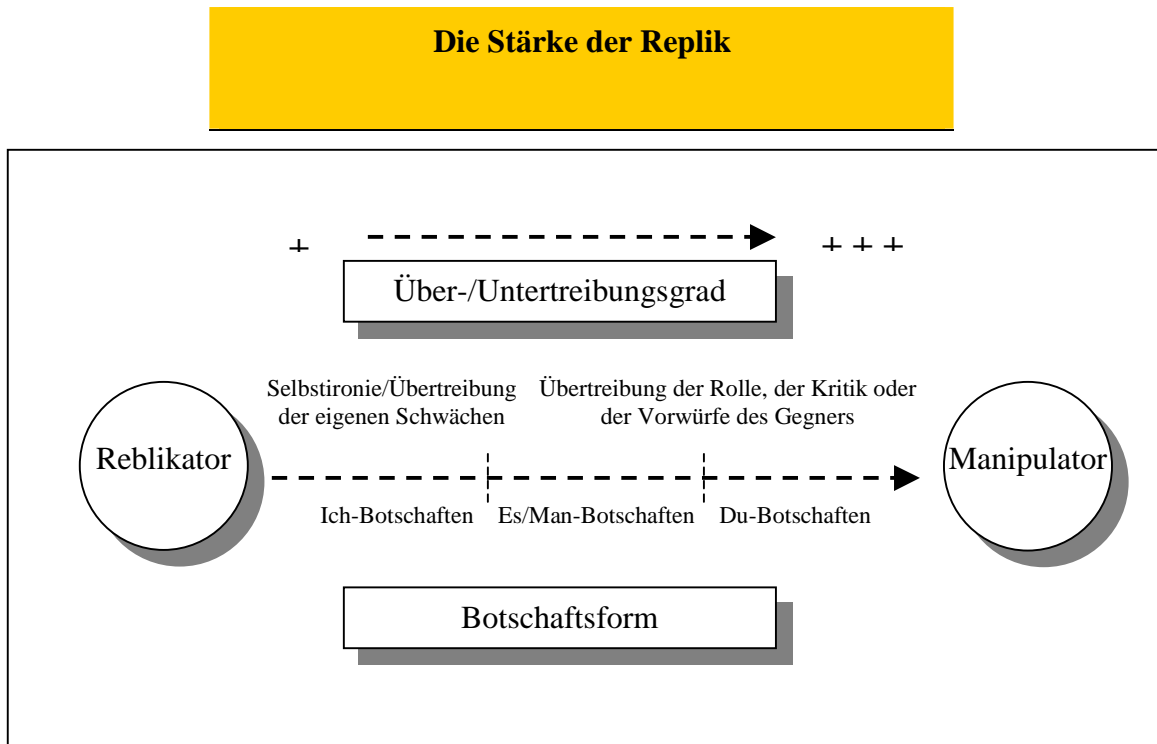 Die Stärke der Replik
+ + + +
Über-/Untertreibungsgrad
Selbstironie/Übertreibung
der eigenen Schwächen
Übertreibung der Rolle, der Kritik oder
der Vorwürfe des Gegners
Reblikator
Manipulator
Ich-Botschaften
Es/Man-Botschaften
Du-Botschaften
Botschaftsform